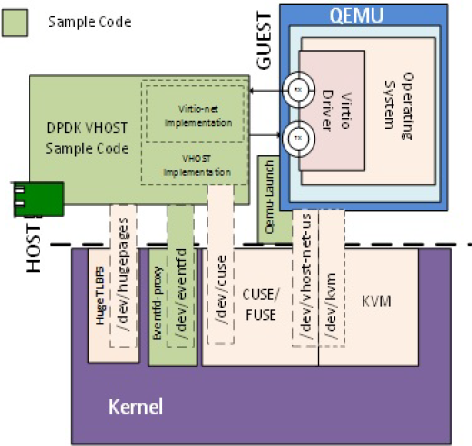 Sample Code
QEMU
GUEST
Operating
System
Virtio
Driver
DPDK VHOST
Sample Code
Virtio-net
Implementation
VHOST
Implementation
Qemu-Launch
HOST
HugeTLBFS
/dev/hugepages
Eventfd-proxy
/dev/eventfd
/dev/cuse
CUSE/
FUSE
/dev/vhost-net-us
/dev/kvm
KVM
Kernel